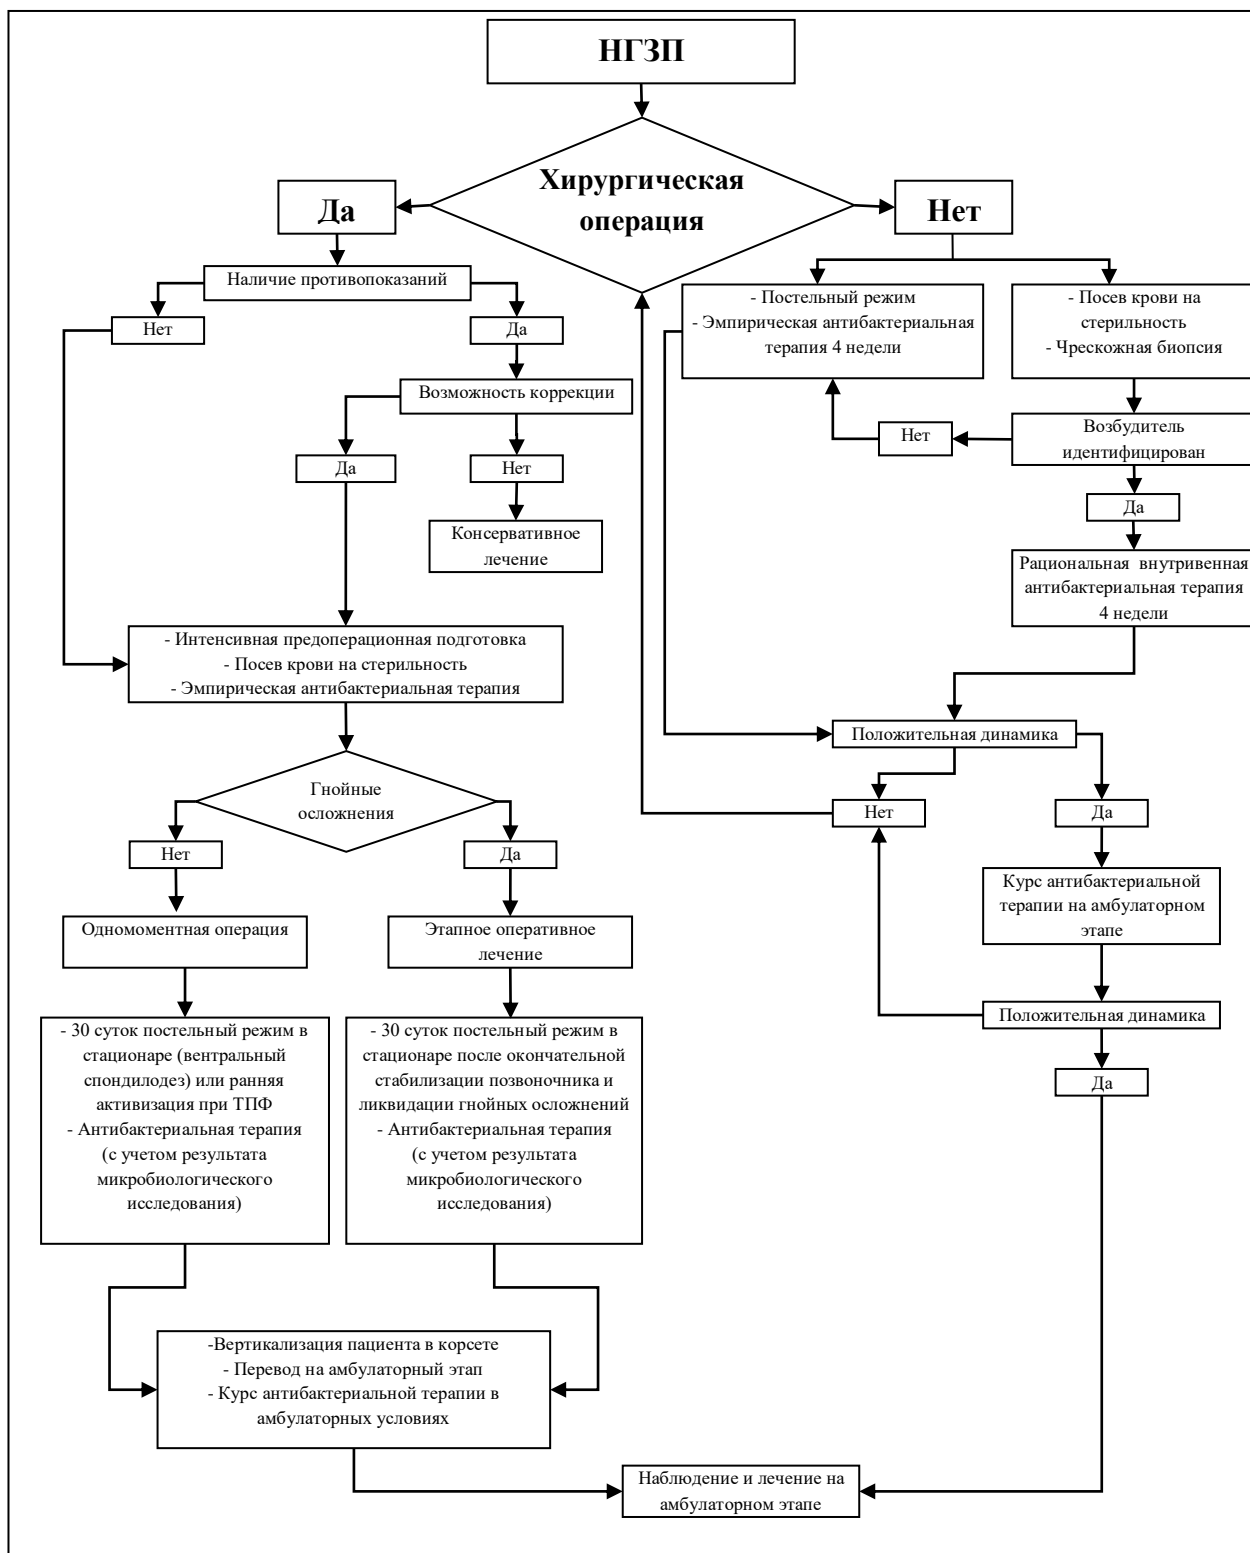 НГЗП
Хирургическая
операция
Да
Нет
Наличие противопоказаний
Нет
Да
Возможность коррекции
Да
Нет
Консервативное
лечение
- Интенсивная предоперационная подготовка
- Посев крови на стерильность
- Эмпирическая антибактериальная терапия
Гнойные
осложнения
Нет
Да
Одномоментная операция
Этапное оперативное
лечение
- 30 суток постельный режим в
стационаре (вентральный
спондилодез) или ранняя
активизация при ТПФ
- Антибактериальная терапия
(с учетом результата
микробиологического
исследования)
- 30 суток постельный режим в
стационаре после окончательной
стабилизации позвоночника и
ликвидации гнойных осложнений
- Антибактериальная терапия
(с учетом результата
микробиологического
исследования)
-Вертикализация пациента в корсете
- Перевод на амбулаторный этап
- Курс антибактериальной терапии в
амбулаторных условиях
- Постельный режим
- Эмпирическая антибактериальная
терапия 4 недели
- Посев крови на
стерильность
- Чрескожная биопсия
Нет
Возбудитель
идентифицирован
Да
Рациональная внутривенная
антибактериальная терапия
4 недели
Положительная динамика
Нет
Да
Курс антибактериальной
терапии на амбулаторном
этапе
Положительная динамика
Да
Наблюдение и лечение на
амбулаторном этапе